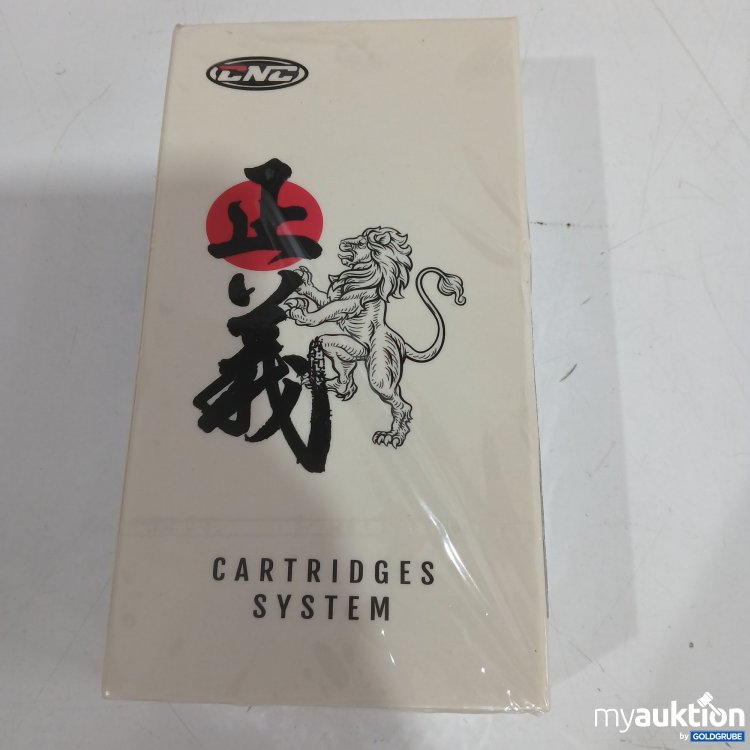 CNC
正
義
CARTRIDGES
SYSTEM
myauktion
by GOLDGRUBE